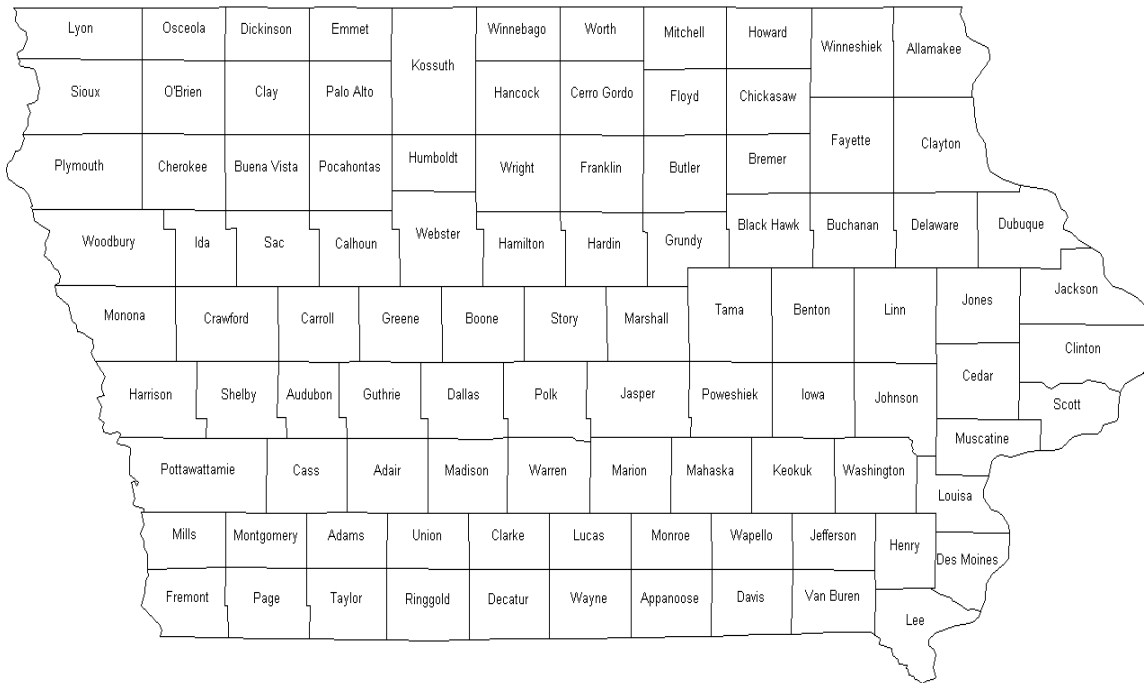 Lyon
Osceola
Dickinson
Emmet
Kossuth
Winnebago
Worth
Mitchell
Howard
Winneshiek
Allamakee
Sioux
O'Brien
Clay
Palo Alto
Hancock
Cerro Gordo
Floyd
Chickasaw
Fayette
Clayton
Plymouth
Cherokee
Buena Vista
Pocahontas
Humboldt
Wright
Franklin
Butler
Bremer
Woodbury
Ida
Sac
Calhoun
Webster
Hamilton
Hardin
Grundy
Black Hawk
Buchanan
Delaware
Dubuque
Monona
Crawford
Carroll
Greene
Boone
Story
Marshall
Tama
Benton
Linn
Jones
Jackson
Clinton
Harrison
Shelby
Audubon
Guthrie
Dallas
Polk
Jasper
Poweshiek
Iowa
Johnson
Cedar
Scott
Muscatine
Pottawattamie
Cass
Adair
Madison
Warren
Marion
Mahaska
Keokuk
Washington
Louisa
Mills
Montgomery
Adams
Union
Clarke
Lucas
Monroe
Wapello
Jefferson
Henry
Des Moines
Fremont
Page
Taylor
Ringgold
Decatur
Wayne
Appanoose
Davis
Van Buren
Lee